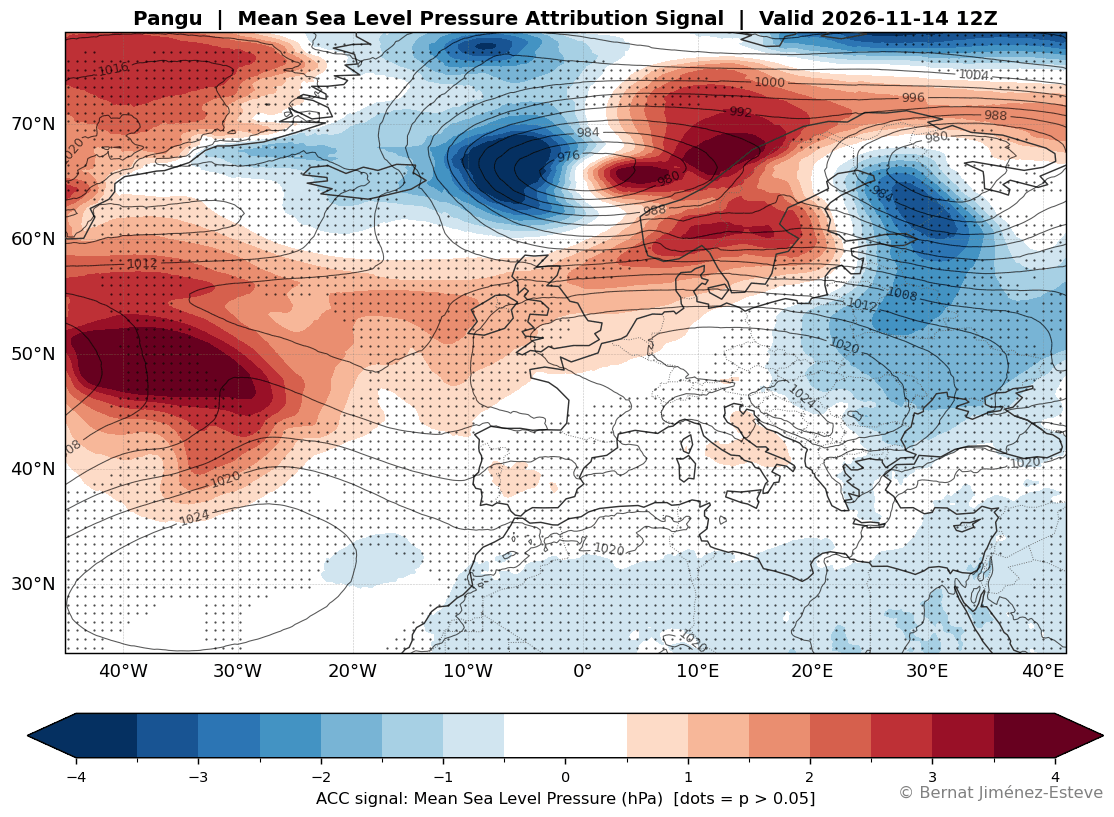 Pangu | Mean Sea Level Pressure Attribution Signal | Valid 2026-11-14 12Z
1016
1004
1000
996
992
988
70°N
984
980
1020
976
980
984
988
60°N
1012
1008
1012
50°N
1020
1024
08
40°N
1020
1020
1024
1020
30°N
1020
40°W 30°W 20°W 10°W 0° 10°E 20°E 30°E 40°E
−4 −3 −2 −1 0 1 2 3 4
ACC signal: Mean Sea Level Pressure (hPa) [dots = p > 0.05]
© Bernat Jiménez-Esteve